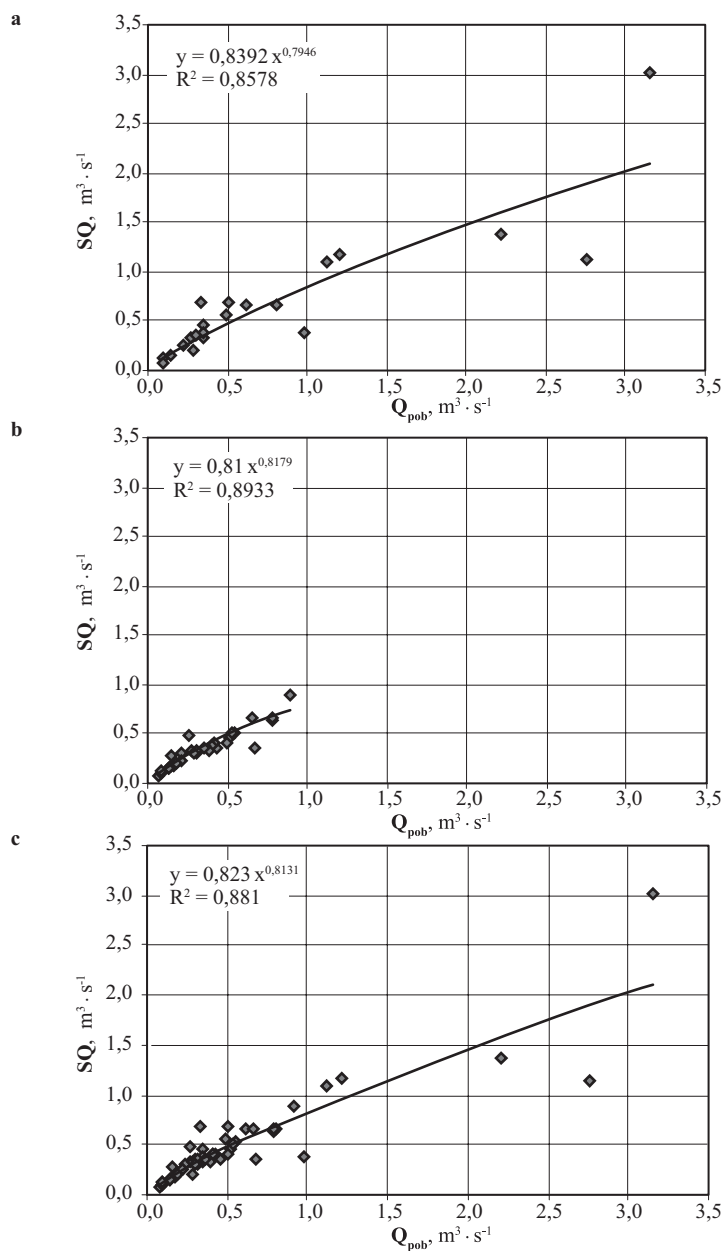 a
3,5
3,0
2,5
2,0
1,5
1,0
0,5
0,0
y = 0,8392 x^0,7946
R² = 0,8578
SQ, m³ · s⁻¹
0,0 0,5 1,0 1,5 2,0 2,5 3,0 3,5
Q_pob, m³ · s⁻¹
b
3,5
3,0
2,5
2,0
1,5
1,0
0,5
0,0
y = 0,81 x^0,8179
R² = 0,8933
SQ, m³ · s⁻¹
0,0 0,5 1,0 1,5 2,0 2,5 3,0 3,5
Q_pob, m³ · s⁻¹
c
3,5
3,0
2,5
2,0
1,5
1,0
0,5
0,0
y = 0,823 x^0,8131
R² = 0,881
SQ, m³ · s⁻¹
0,0 0,5 1,0 1,5 2,0 2,5 3,0 3,5
Q_pob, m³ · s⁻¹